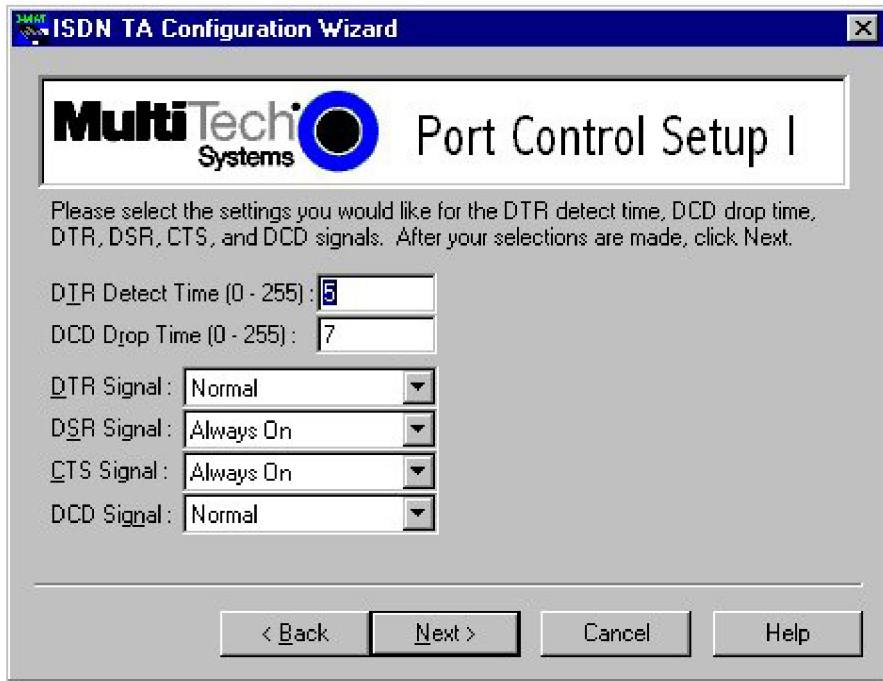 ISDN TA Configuration Wizard
MultiTech
Systems
Port Control Setup I
Please select the settings you would like for the DTR detect time, DCD drop time,
DTR, DSR, CTS, and DCD signals. After your selections are made, click Next.
DTR Detect Time (0 - 255) : 5
DCD Drop Time (0 - 255) : 7
DTR Signal : Normal
DSR Signal : Always On
CTS Signal : Always On
DCD Signal : Normal
< Back
Next >
Cancel
Help